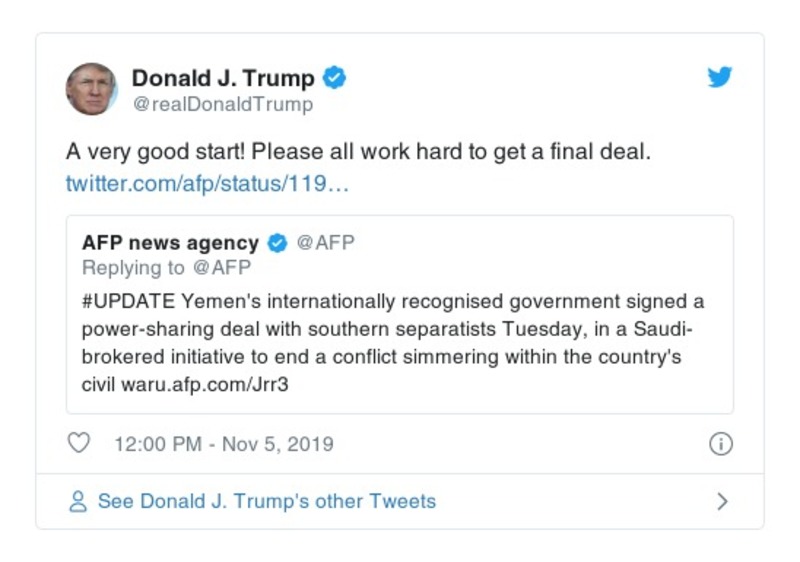 Donald J. Trump
@realDonaldTrump
A very good start! Please all work hard to get a final deal.
twitter.com/afp/status/119…
AFP news agency @AFP
Replying to @AFP
#UPDATE Yemen's internationally recognised government signed a
power-sharing deal with southern separatists Tuesday, in a Saudi-
brokered initiative to end a conflict simmering within the country's
civil waru.afp.com/Jrr3
12:00 PM - Nov 5, 2019
See Donald J. Trump's other Tweets